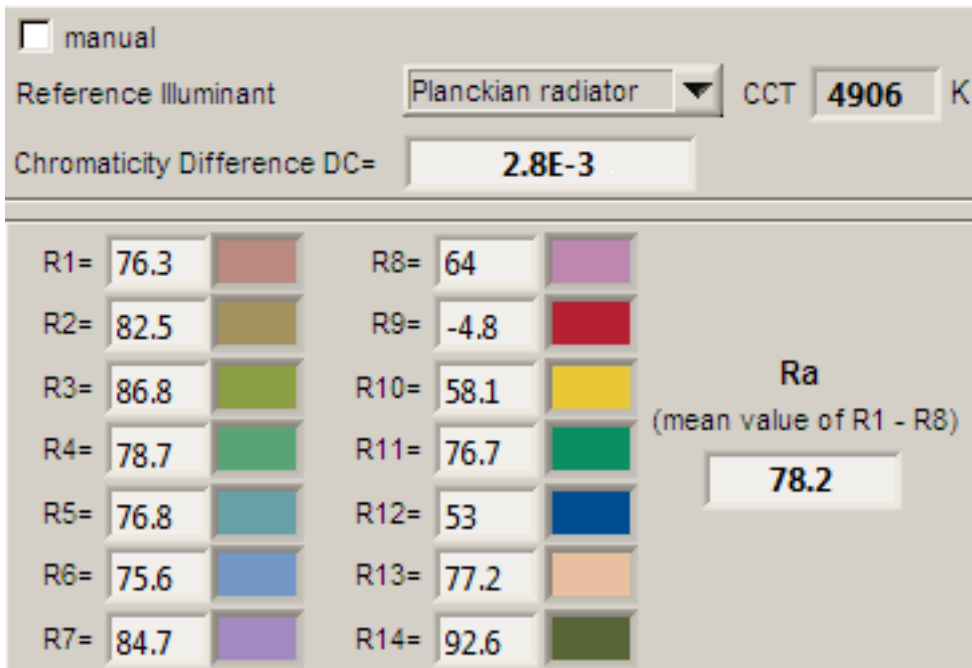 manual
Reference Illuminant Planckian radiator CCT 4906 K
Chromaticity Difference DC= 2.8E-3
R1= 76.3 R8= 64
R2= 82.5 R9= -4.8
R3= 86.8 R10= 58.1
Ra
(mean value of R1 - R8)
R4= 78.7 R11= 76.7
78.2
R5= 76.8 R12= 53
R6= 75.6 R13= 77.2
R7= 84.7 R14= 92.6